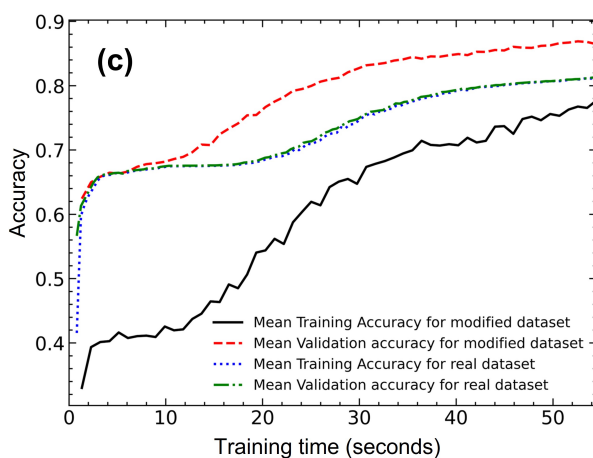 (c)
0.9
0.8
0.7
0.6
0.5
0.4
Accuracy
Mean Training Accuracy for modified dataset
Mean Validation accuracy for modified dataset
Mean Training Accuracy for real dataset
Mean Validation accuracy for real dataset
0 10 20 30 40 50
Training time (seconds)